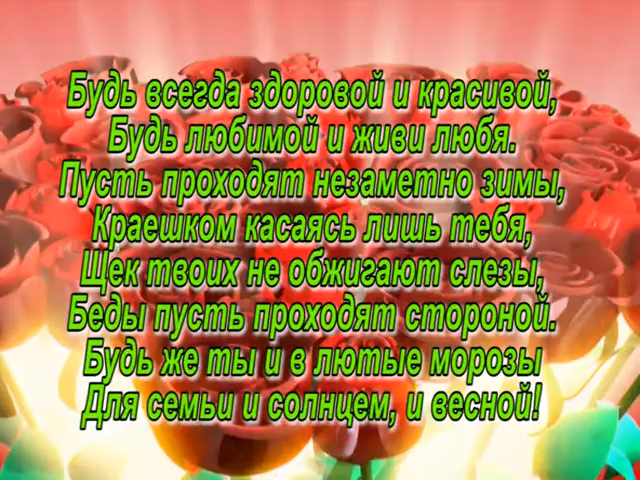 Будь всегда здоровой и красивой,
Будь любимой и живи любя.
Пусть проходят незаметно зимы,
Краешком касаясь лишь тебя,
Щек твоих не обжигают слезы,
Беды пусть проходят стороной.
Будь же ты и в лютые морозы
Для семьи и солнцем, и весной!